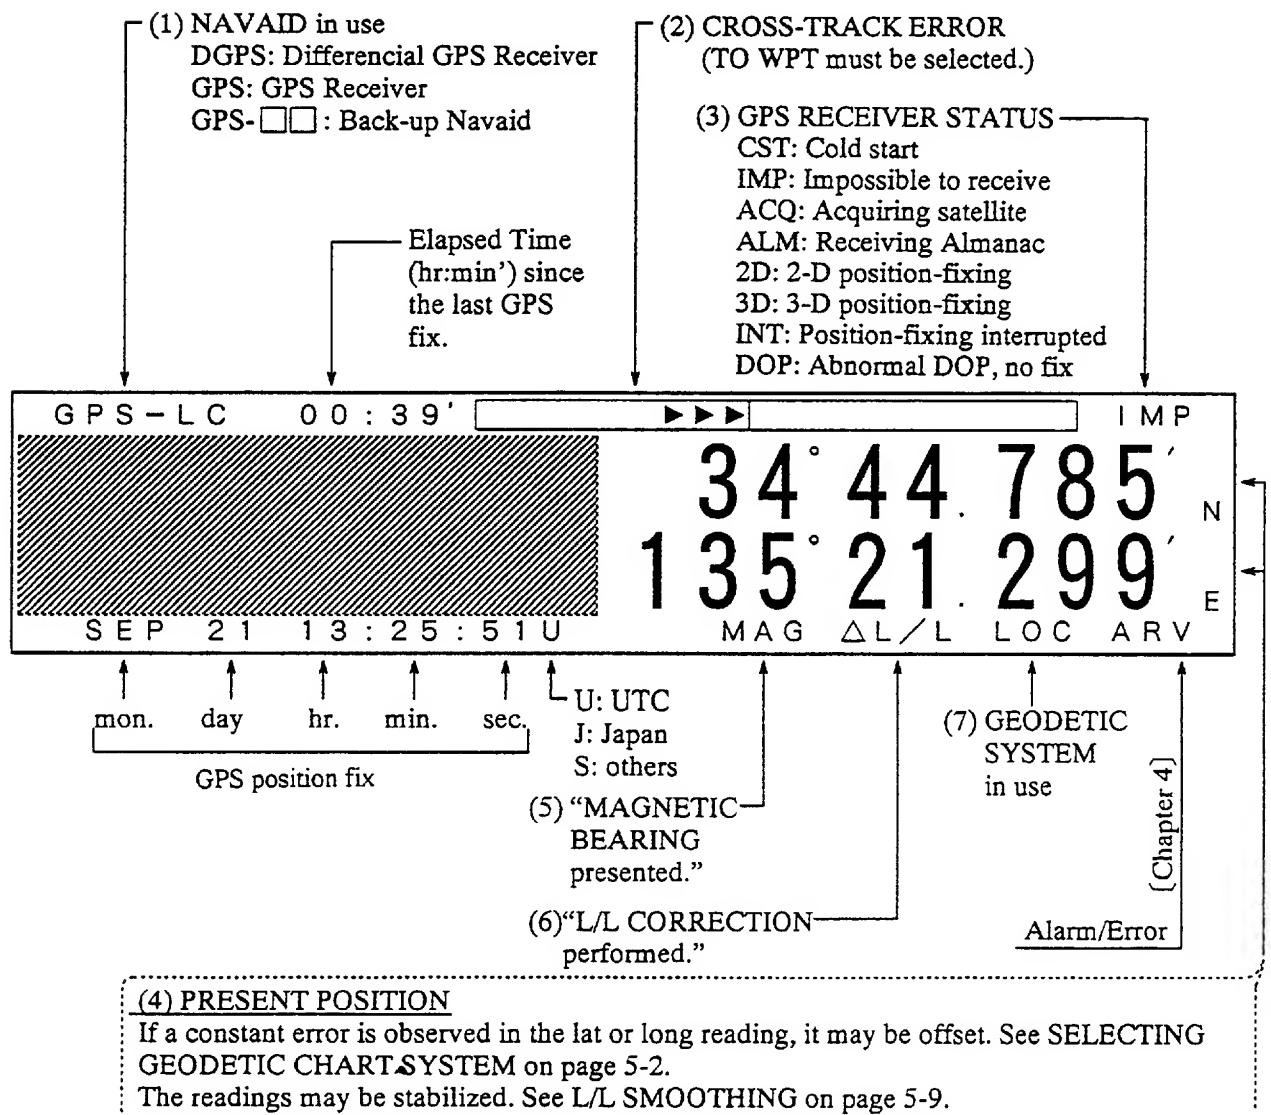 (1) NAVAID in use
DGPS: Differencial GPS Receiver
GPS: GPS Receiver
GPS-□□: Back-up Navaid
(2) CROSS-TRACK ERROR
(TO WPT must be selected.)
(3) GPS RECEIVER STATUS
CST: Cold start
IMP: Impossible to receive
ACQ: Acquiring satellite
ALM: Receiving Almanac
2D: 2-D position-fixing
3D: 3-D position-fixing
INT: Position-fixing interrupted
DOP: Abnormal DOP, no fix
Elapsed Time
(hr:min') since
the last GPS
fix.
GPS-LC 00:39' ▶▶▶ IMP
34°44.785' N
135°21.299' E
SEP 21 13:25:51U MAG △L/L LOC ARV
mon. day hr. min. sec.
GPS position fix
U: UTC
J: Japan
S: others
(5) “MAGNETIC
BEARING
presented.”
(6)“L/L CORRECTION
performed.”
(7) GEODETIC
SYSTEM
in use
[Chapter 4]
Alarm/Error
(4) PRESENT POSITION
If a constant error is observed in the lat or long reading, it may be offset. See SELECTING
GEODETIC CHART SYSTEM on page 5-2.
The readings may be stabilized. See L/L SMOOTHING on page 5-9.